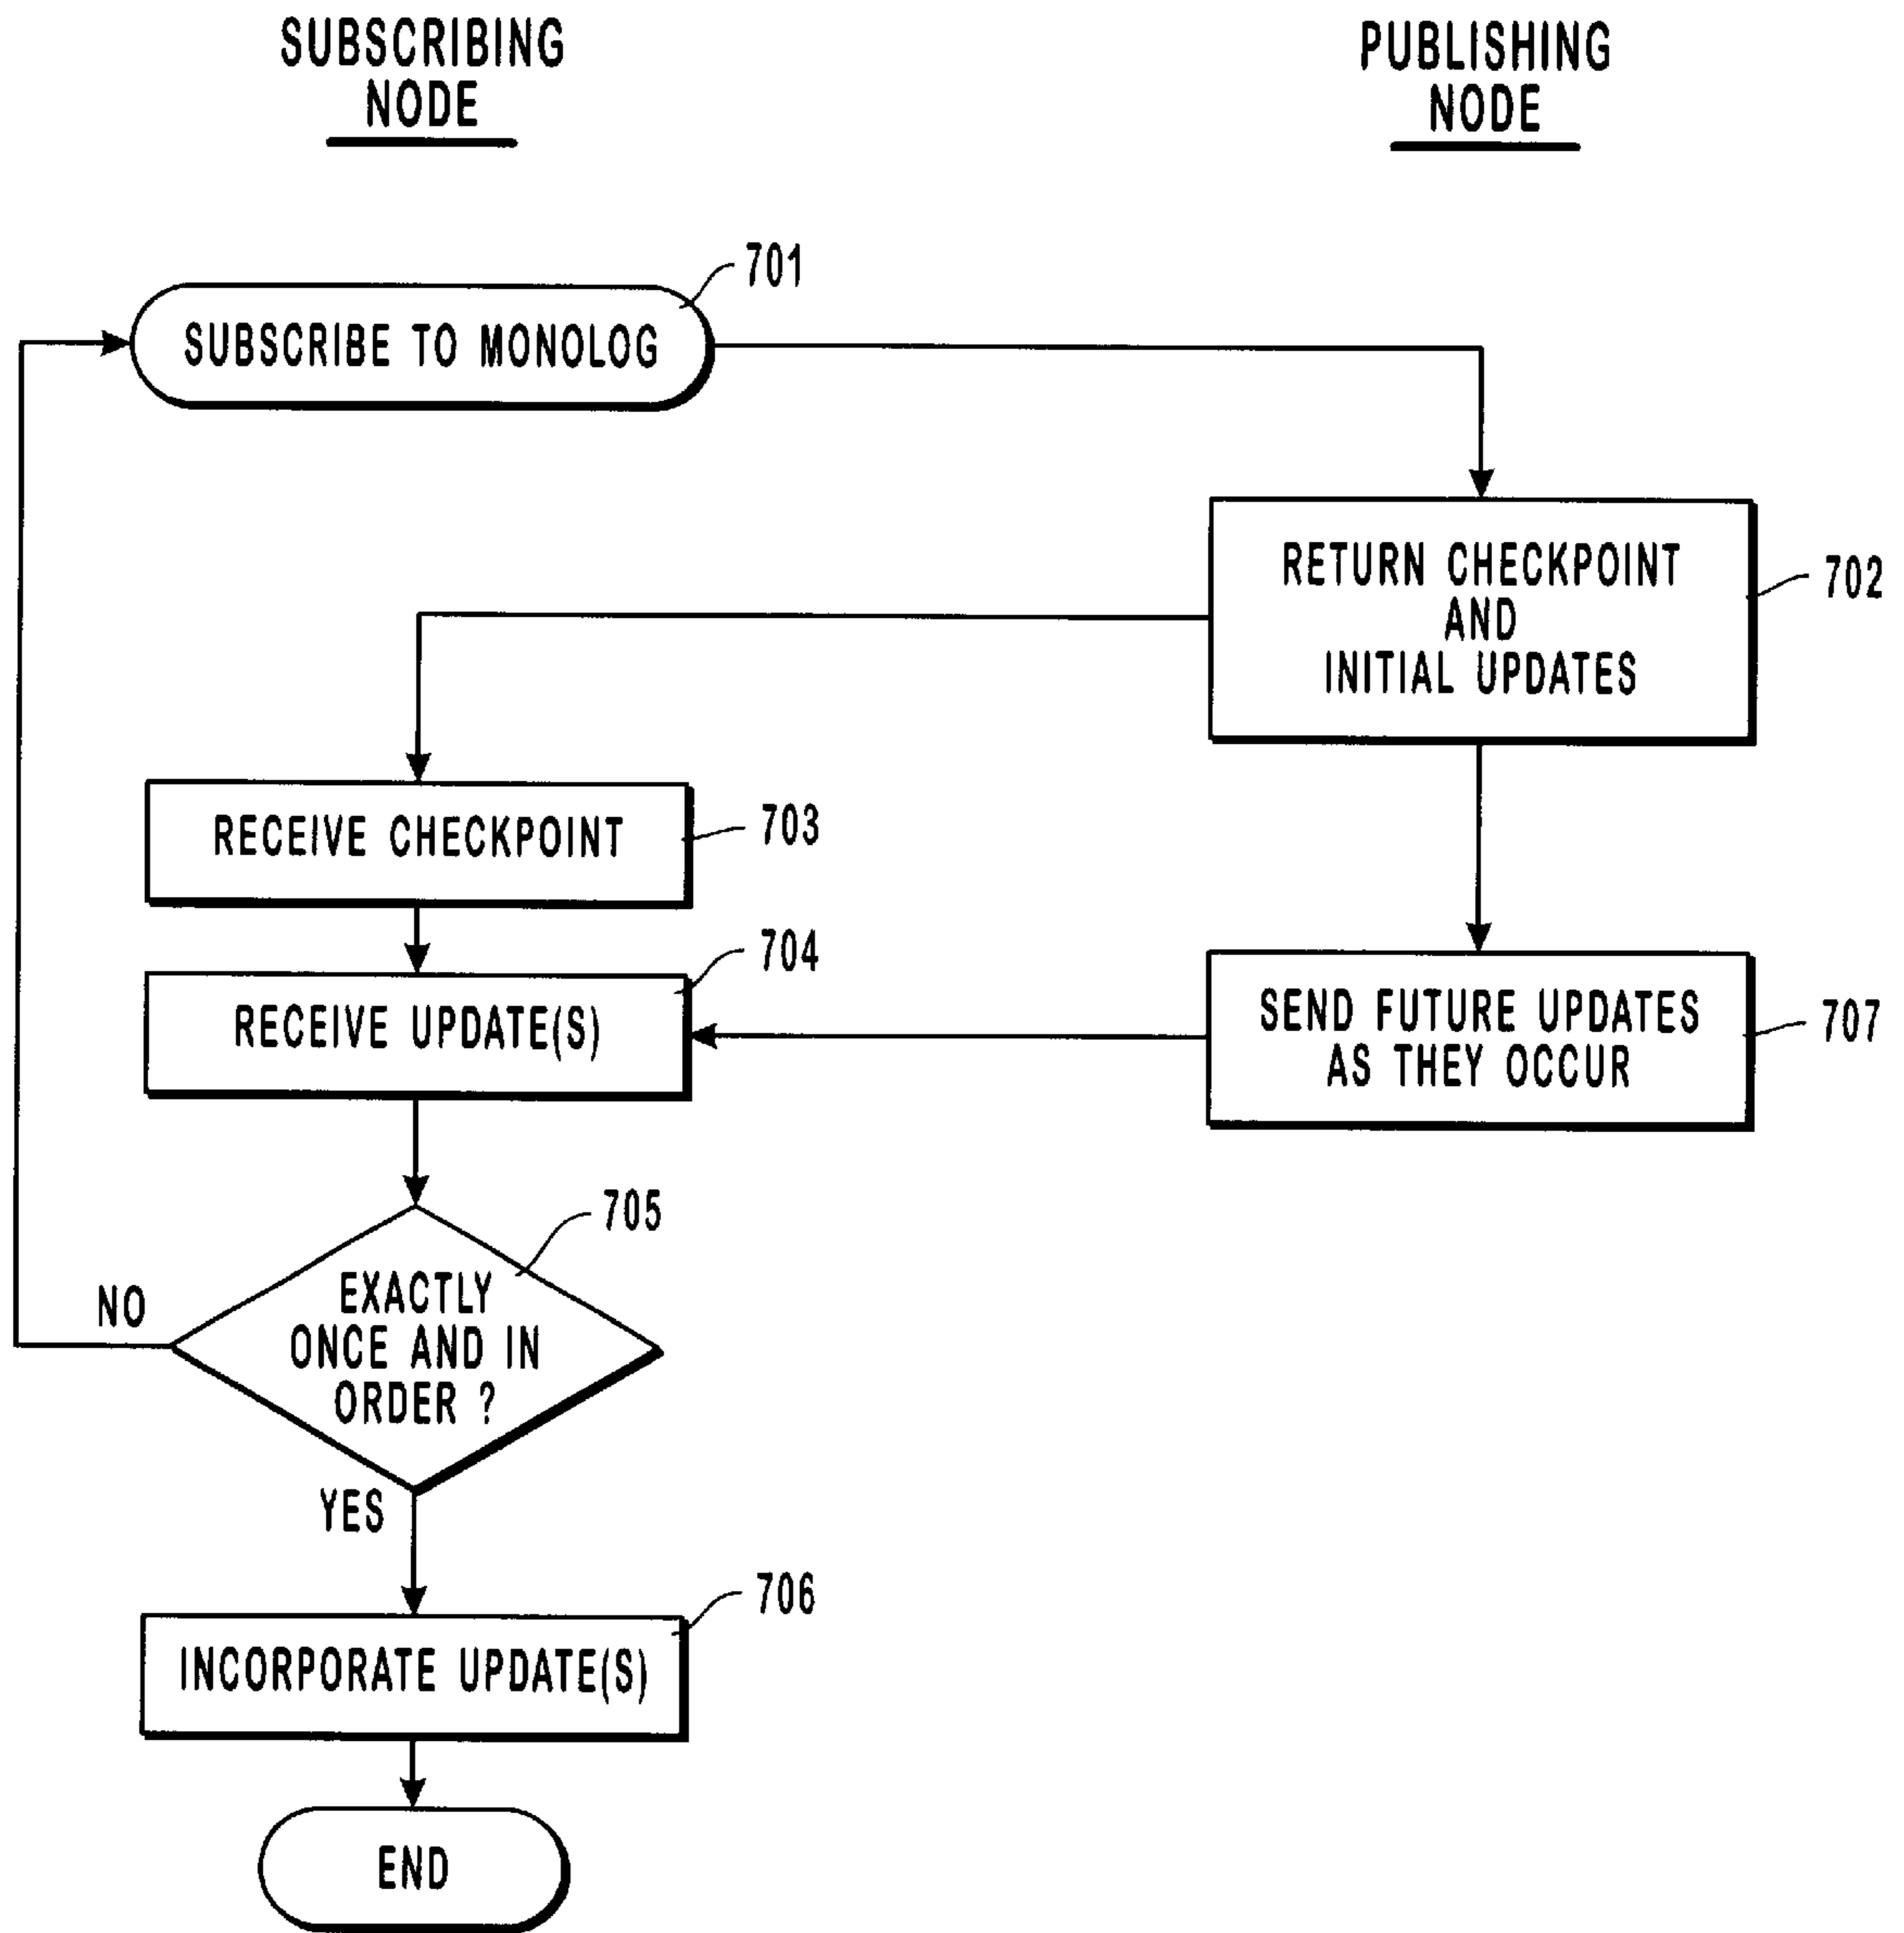 SUBSCRIBING
NODE
PUBLISHING
NODE
701
SUBSCRIBE TO MONOLOG
RETURN CHECKPOINT
AND
INITIAL UPDATES
702
RECEIVE CHECKPOINT
703
RECEIVE UPDATE(S)
704
SEND FUTURE UPDATES
AS THEY OCCUR
707
705
EXACTLY
ONCE AND IN
ORDER ?
NO
YES
706
INCORPORATE UPDATE(S)
END